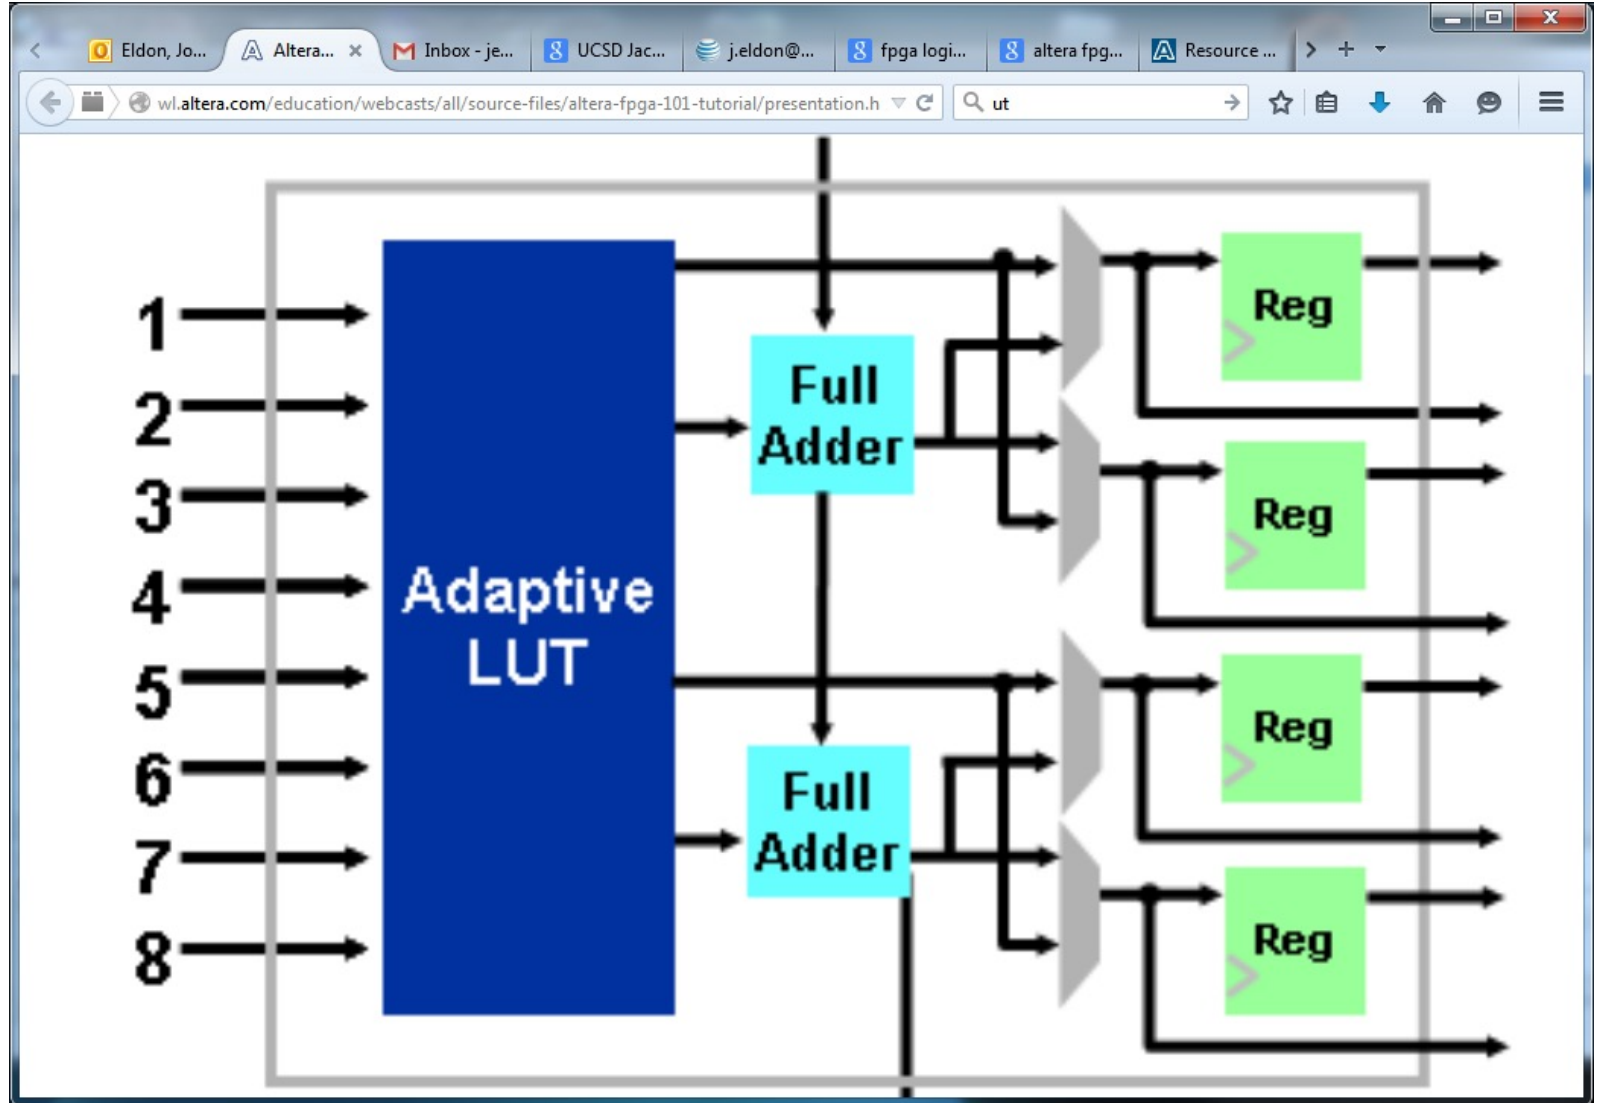 Eldon, Jo...
Altera...
Inbox - je...
UCSD Jac...
j.eldon@...
fpga logi...
altera fpg...
Resource ...
wl.altera.com/education/webcasts/all/source-files/altera-fpga-101-tutorial/presentation.h
ut
1
2
3
4
5
6
7
8
Adaptive
LUT
Full
Adder
Full
Adder
Reg
Reg
Reg
Reg